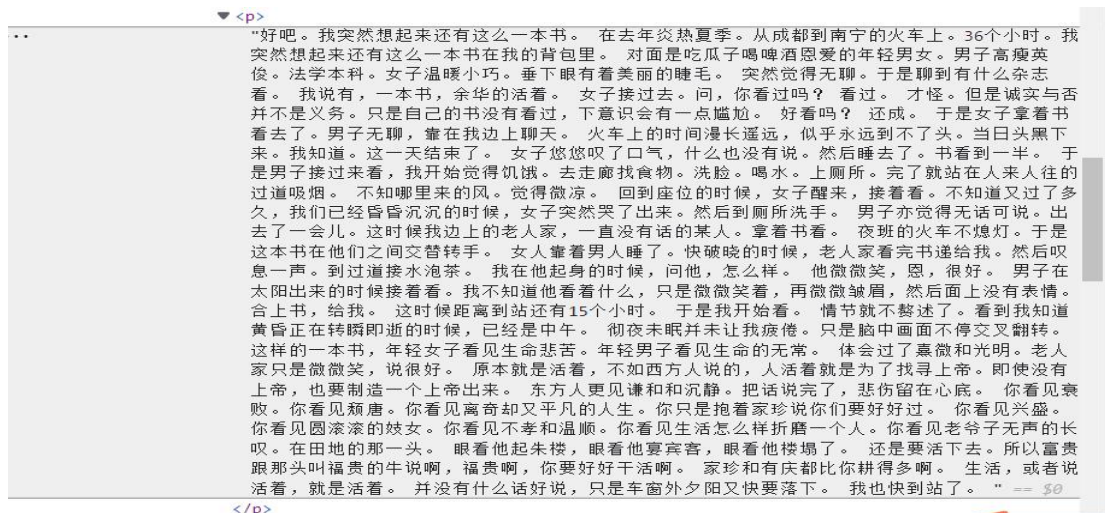 ▼<p>
"好吧。我突然想起来还有这么一本书。 在去年炎热夏季。从成都到南宁的火车上。36个小时。我
突然想起来还有这么一本书在我的背包里。 对面是吃瓜子喝啤酒恩爱的年轻男女。男子高瘦英
俊。法学本科。女子温暖小巧。垂下眼有着美丽的睫毛。 突然觉得无聊。于是聊到有什么杂志
看。 我说有，一本书，余华的活着。 女子接过去。问，你看过吗？ 看过。 才怪。但是诚实与否
并不是义务。只是自己的书没有看过，下意识会有一点尴尬。 好看吗？ 还成。 于是女子拿着书
看去了。男子无聊，靠在我边上聊天。 火车上的时间漫长遥远，似乎永远到不了头。当日头黑下
来。我知道。这一天结束了。 女子悠悠叹了口气，什么也没有说。然后睡去了。书看到一半。 于
是男子接过来看，我开始觉得饥饿。去走廊找食物。洗脸。喝水。上厕所。完了就站在人来人往的
过道吸烟。 不知哪里来的风。觉得微凉。 回到座位的时候，女子醒来，接着看。不知道又过了多
久，我们已经昏昏沉沉的时候，女子突然哭了出来。然后到厕所洗手。 男子亦觉得无话可说。出
去了一会儿。这时候我边上的老人家，一直没有话的某人。拿着书看。 夜班的火车不熄灯。于是
这本书在他们之间交替转手。 女人靠着男人睡了。快破晓的时候，老人家看完书递给我。然后叹
息一声。到过道接水泡茶。 我在他起身的时候，问他，怎么样。 他微微笑，恩，很好。 男子在
太阳出来的时候接着看。我不知道他看着什么，只是微微笑着，再微微皱眉，然后面上没有表情。
合上书，给我。 这时候距离到站还有15个小时。 于是我开始看。 情节就不赘述了。看到我知道
黄昏正在转瞬即逝的时候，已经是中午。 彻夜未眠并未让我疲倦。只是脑中画面不停交叉翻转。
这样的一本书，年轻女子看见生命悲苦。年轻男子看见生命的无常。 体会过了熹微和光明。老人
家只是微微笑，说很好。 原本就是活着，不如西方人说的，人活着就是为了找寻上帝。即使没有
上帝，也要制造一个上帝出来。 东方人更见谦和和沉静。把话说完了，悲伤留在心底。 你看见衰
败。你看见颓唐。你看见离奇却又平凡的人生。你只是抱着家珍说你们要好好过。 你看见兴盛。
你看见圆滚滚的妓女。你看见不孝和温顺。你看见生活怎么样折磨一个人。你看见老爷子无声的长
叹。在田地的那一头。 眼看他起朱楼，眼看他宴宾客，眼看他楼塌了。 还是要活下去。所以富贵
跟那头叫福贵的牛说啊，福贵啊，你要好好干活啊。 家珍和有庆都比你耕得多啊。 生活，或者说
活着，就是活着。 并没有什么话好说，只是车窗外夕阳又快要落下。 我也快到站了。 " == $0
</p>